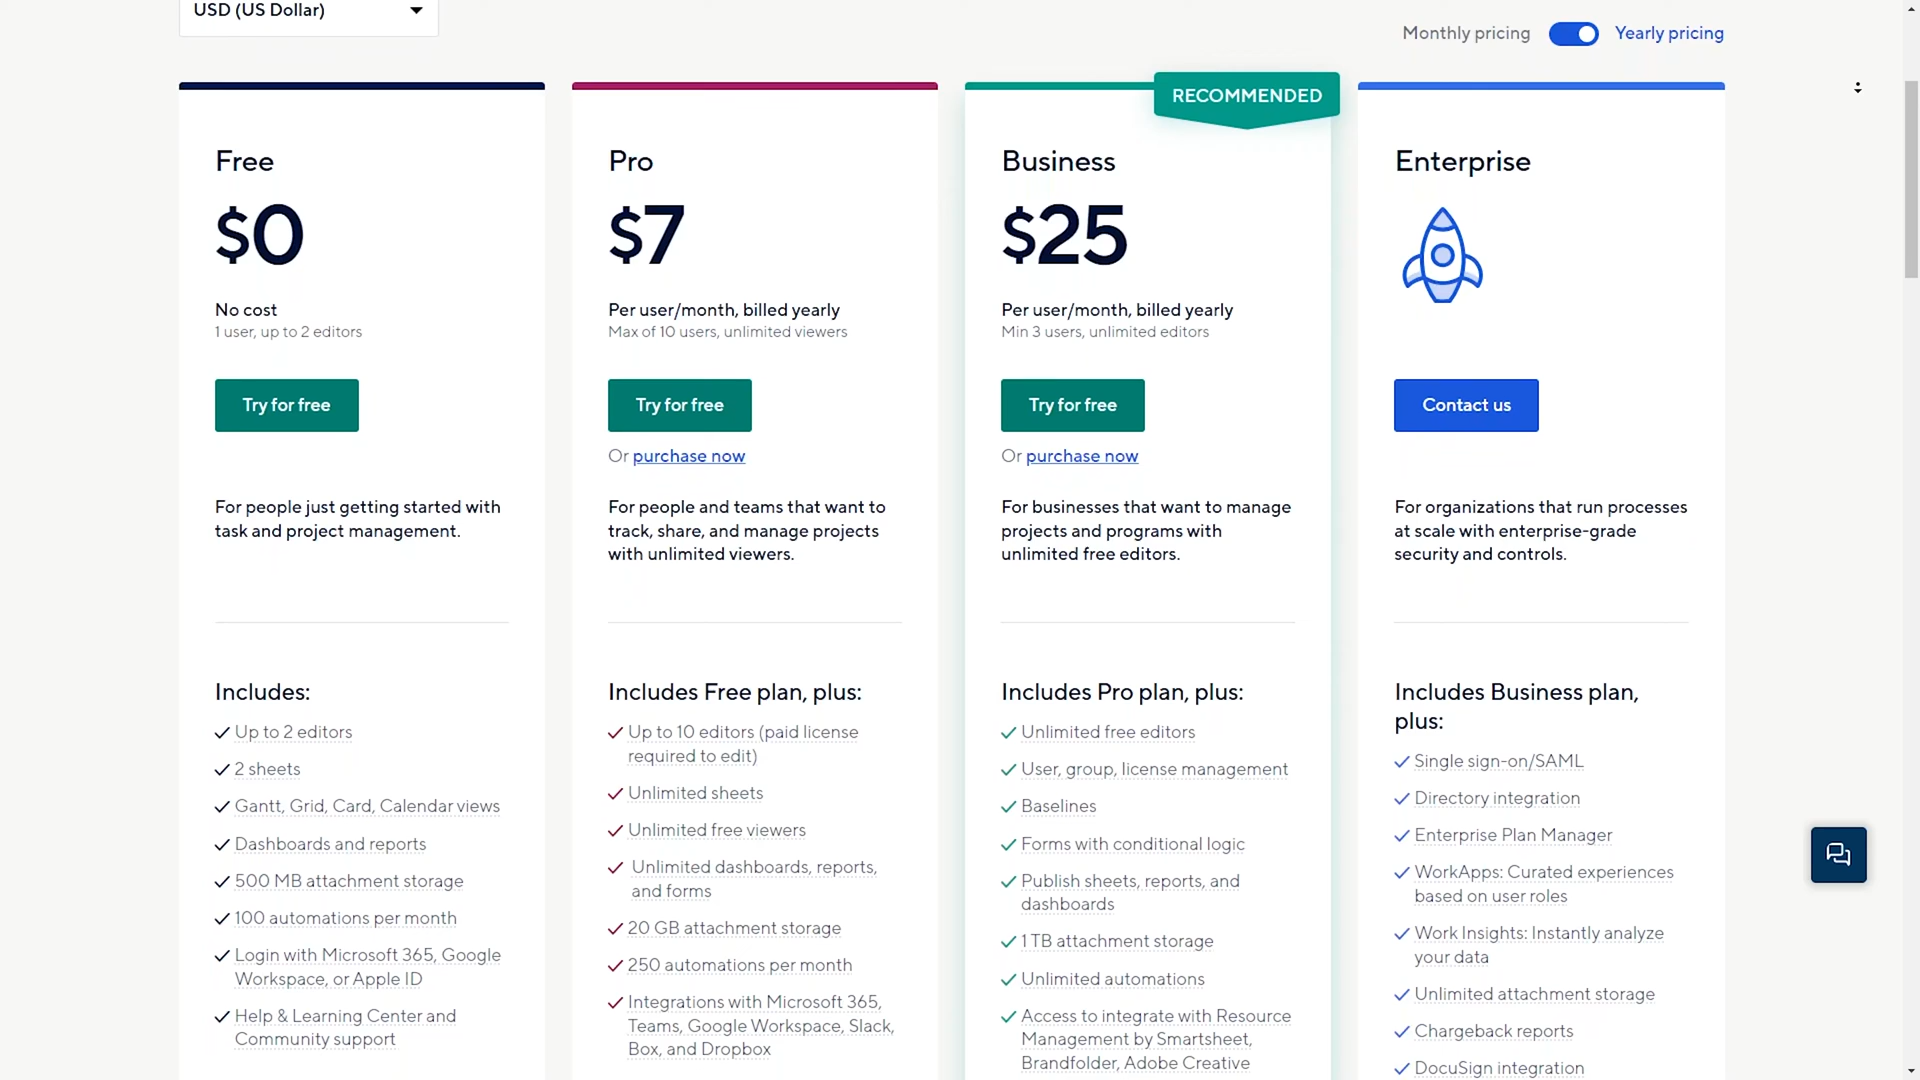 USD (US Dollar)
Monthly pricing
Yearly pricing
RECOMMENDED
Free
$0
No cost
1 user, up to 2 editors
Try for free
For people just getting started with
task and project management.
Includes:
Up to 2 editors
2 sheets
Gantt, Grid, Card, Calendar views
Dashboards and reports
500 MB attachment storage
100 automations per month
Login with Microsoft 365, Google
Workspace, or Apple ID
Help & Learning Center and
Community support
Pro
$7
Per user/month, billed yearly
Max of 10 users, unlimited viewers
Try for free
Or purchase now
For people and teams that want to
track, share, and manage projects
with unlimited viewers.
Includes Free plan, plus:
Up to 10 editors (paid license
required to edit)
Unlimited sheets
Unlimited free viewers
Unlimited dashboards, reports,
and forms
20 GB attachment storage
250 automations per month
Integrations with Microsoft 365,
Teams, Google Workspace, Slack,
Box, and Dropbox
Business
$25
Per user/month, billed yearly
Min 3 users, unlimited editors
Try for free
Or purchase now
For businesses that want to manage
projects and programs with
unlimited free editors.
Includes Pro plan, plus:
Unlimited free editors
User, group, license management
Baselines
Forms with conditional logic
Publish sheets, reports, and
dashboards
1 TB attachment storage
Unlimited automations
Access to integrate with Resource
Management by Smartsheet,
Brandfolder, Adobe Creative
Enterprise
Contact us
For organizations that run processes
at scale with enterprise-grade
security and controls.
Includes Business plan,
plus:
Single sign-on/SAML
Directory integration
Enterprise Plan Manager
WorkApps: Curated experiences
based on user roles
Work Insights: Instantly analyze
your data
Unlimited attachment storage
Chargeback reports
DocuSign integration